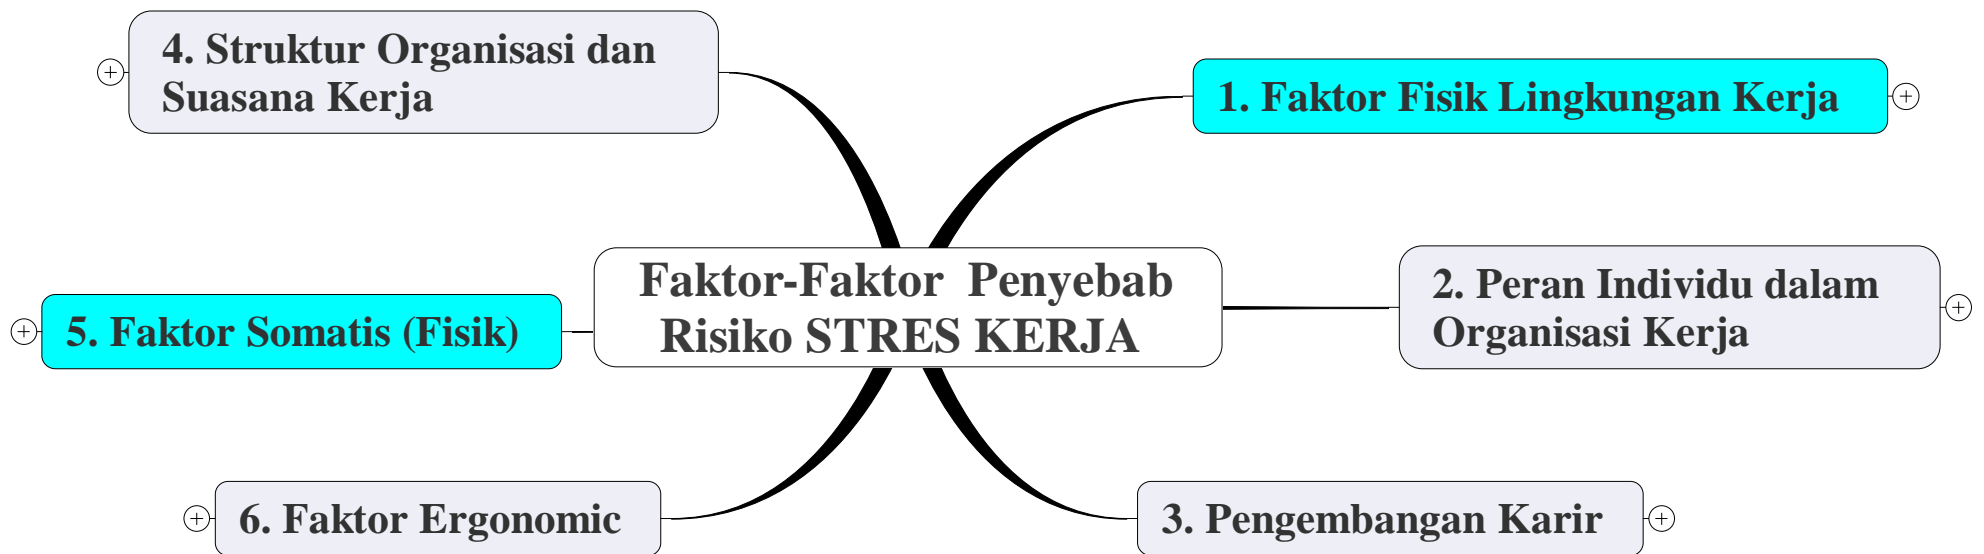 Faktor-Faktor Penyebab
Risiko STRES KERJA
1. Faktor Fisik Lingkungan Kerja
2. Peran Individu dalam
Organisasi Kerja
3. Pengembangan Karir
4. Struktur Organisasi dan
Suasana Kerja
5. Faktor Somatis (Fisik)
6. Faktor Ergonomic